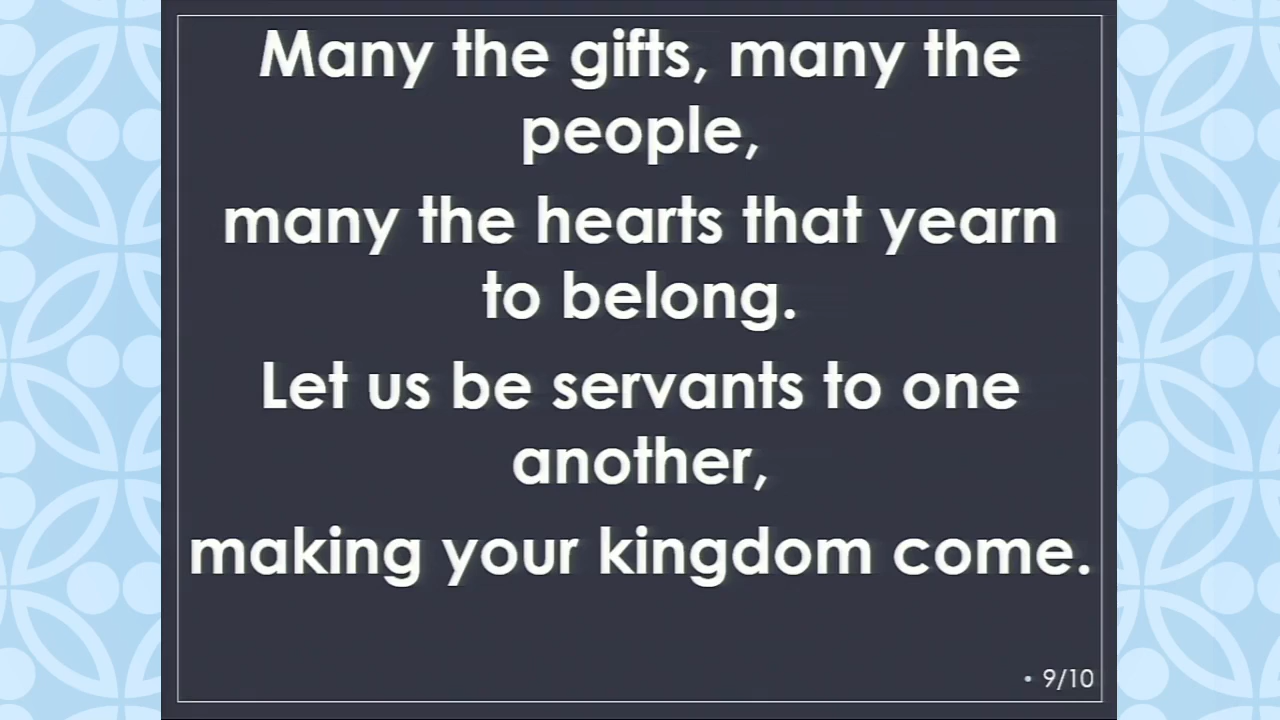 Many the gifts, many the
people,
many the hearts that yearn
to belong.
Let us be servants to one
another,
making your kingdom come.
• 9/10